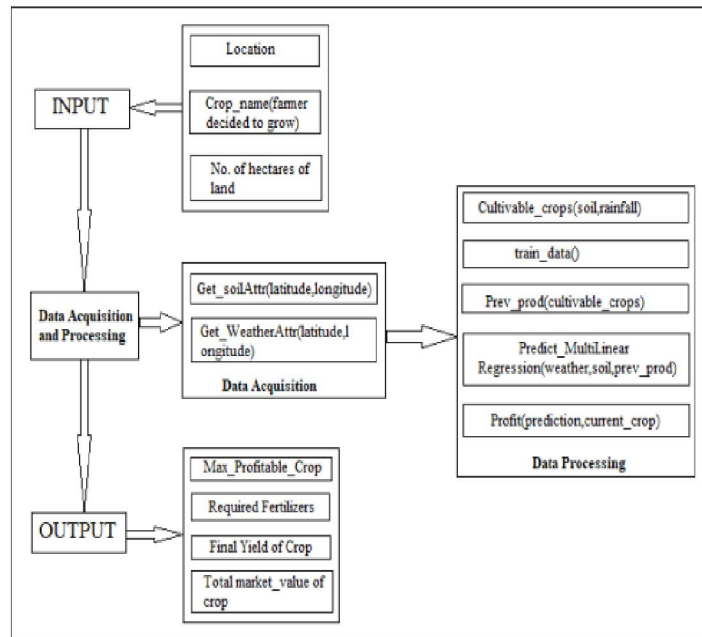 Location
INPUT
Crop_name(farmer
decided to grow)
No. of hectares of
land
Data Acquisition
and Processing
Get_soilAttr(latitude,longitude)
Get_WeatherAttr(latitude,l
ongitude)
Data Acquisition
Cultivable_crops(soil,rainfall)
train_data()
Prev_prod(cultivable_crops)
Predict_MultiLinear
Regression(weather,soil,prev_prod)
Profit(prediction,current_crop)
Data Processing
OUTPUT
Max_Profitable_Crop
Required Fertilizers
Final Yield of Crop
Total market_value of
crop